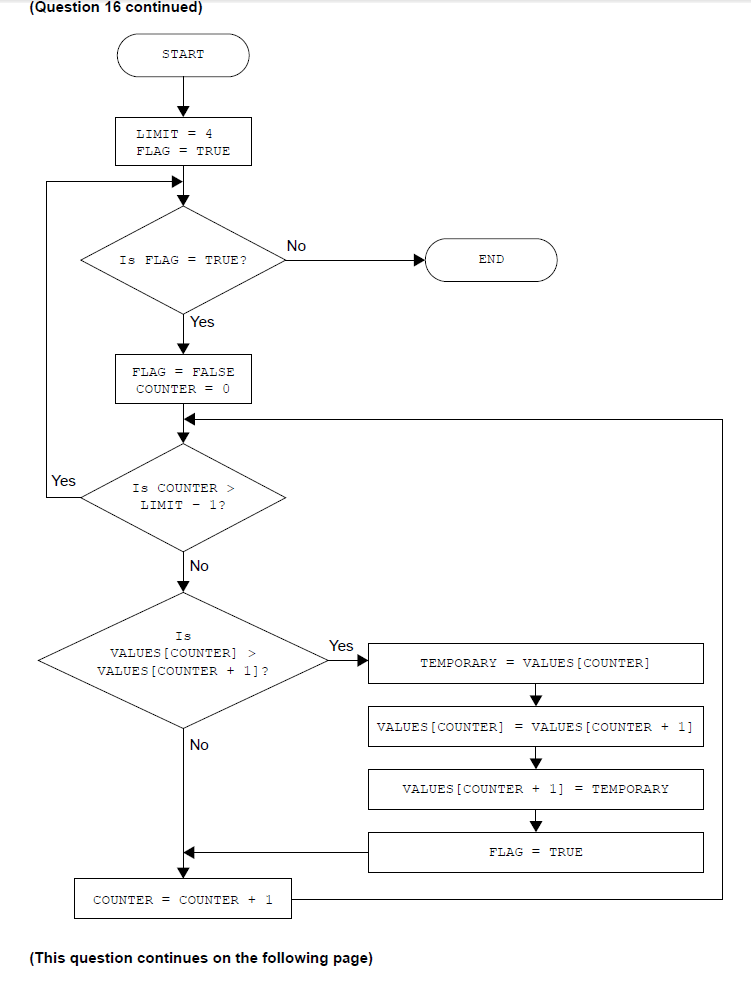 (Question 16 continued)
START
LIMIT = 4
FLAG = TRUE
Is FLAG = TRUE?
No
END
Yes
FLAG = FALSE
COUNTER = 0
Yes
Is COUNTER >
LIMIT - 1?
No
Is
VALUES[COUNTER] >
VALUES[COUNTER + 1]?
Yes
TEMPORARY = VALUES[COUNTER]
VALUES[COUNTER] = VALUES[COUNTER + 1]
No
VALUES[COUNTER + 1] = TEMPORARY
FLAG = TRUE
COUNTER = COUNTER + 1
(This question continues on the following page)